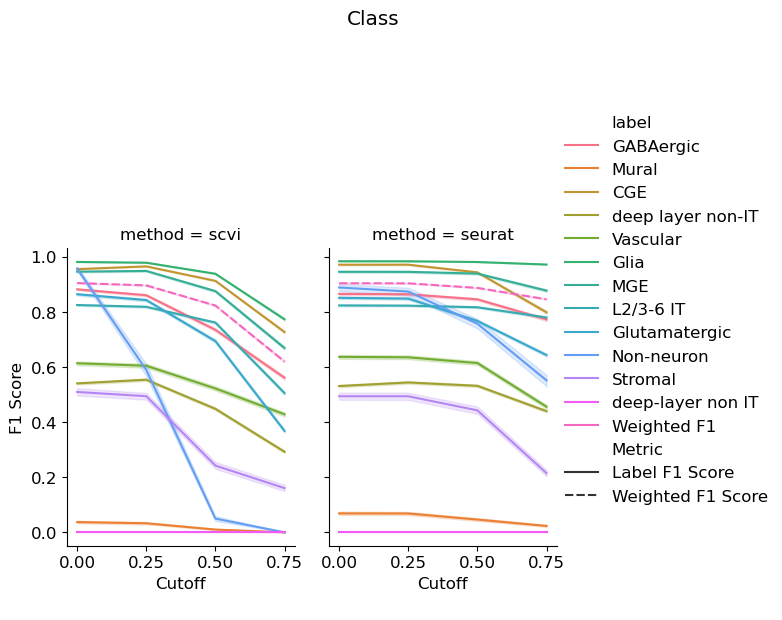 Class
label
GABAergic
Mural
CGE
deep layer non-IT
Vascular
Glia
MGE
L2/3-6 IT
Glutamatergic
Non-neuron
Stromal
deep-layer non IT
Weighted F1
Metric
Label F1 Score
Weighted F1 Score
method = scvi
method = seurat
F1 Score
1.0
0.8
0.6
0.4
0.2
0.0
0.00 0.25 0.50 0.75
0.00 0.25 0.50 0.75
Cutoff
Cutoff